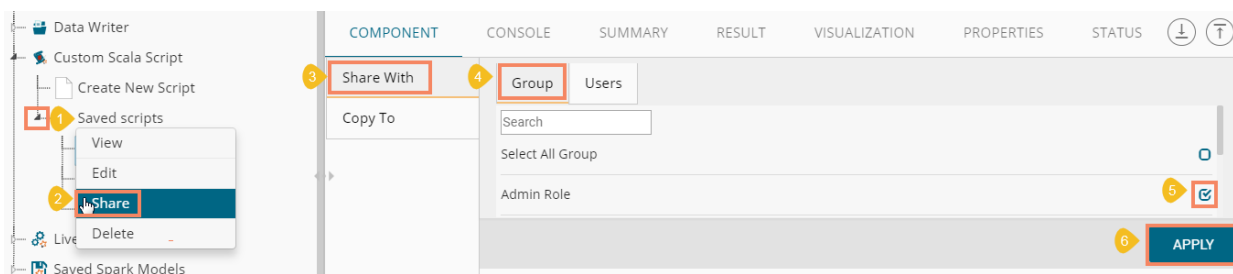 Data Writer
Custom Scala Script
Create New Script
1 Saved scripts
View
Edit
2 Share
Delete
Live
Saved Spark Models
COMPONENT CONSOLE SUMMARY RESULT VISUALIZATION PROPERTIES STATUS
3 Share With
Copy To
4 Group Users
Search
Select All Group
Admin Role 5
6 APPLY